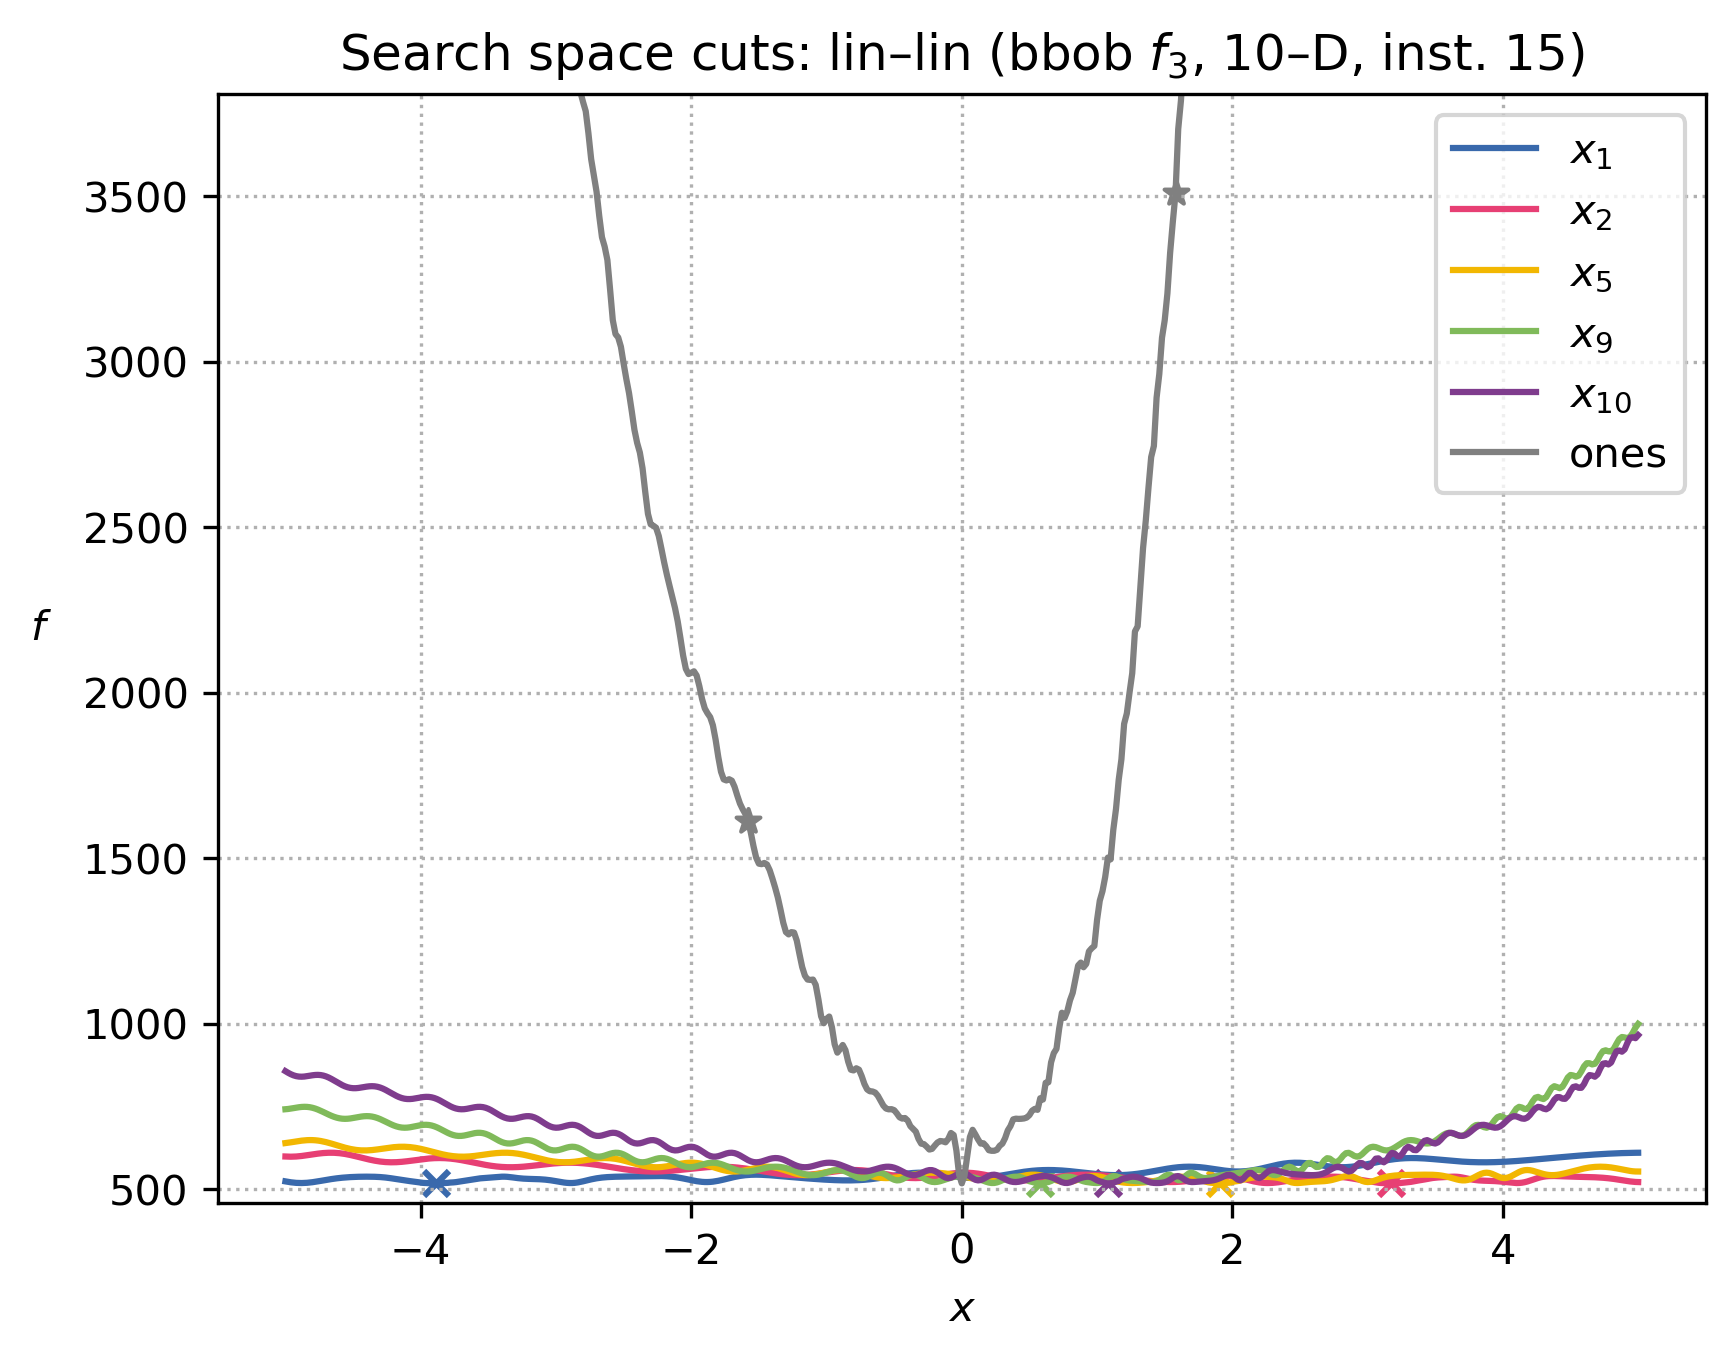 Search space cuts: lin–lin (bbob f3, 10–D, inst. 15)
x1
x2
x5
x9
x10
ones
3500
3000
2500
2000
1500
1000
500
f
−4 −2 0 2 4
x